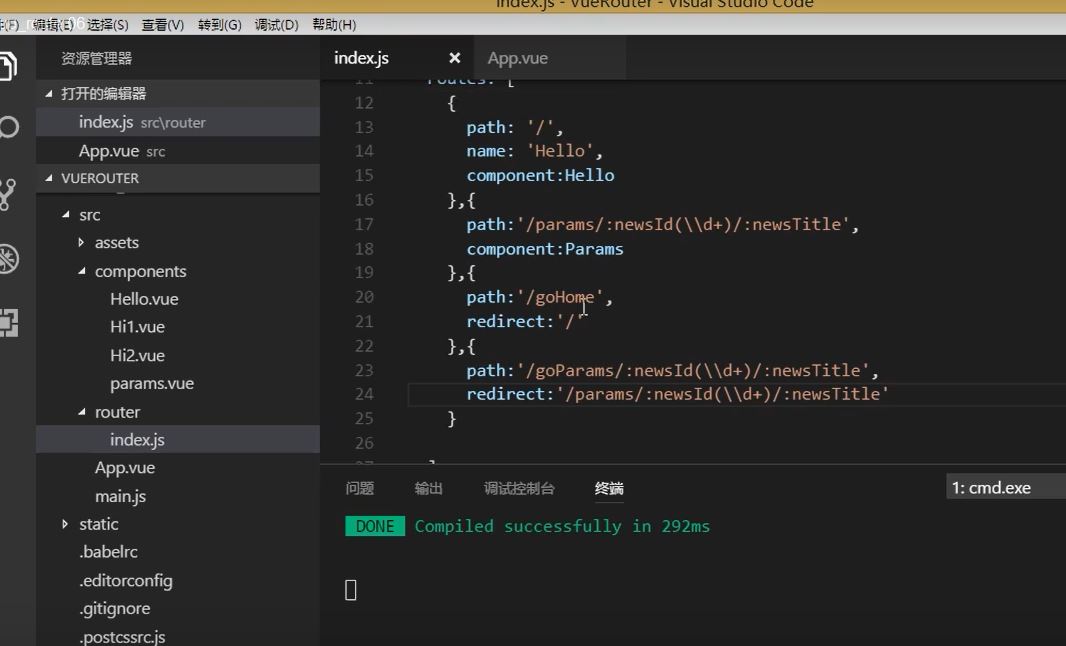 index.js - VueRouter - Visual Studio Code
编辑(E) 选择(S) 查看(V) 转到(G) 调试(D) 帮助(H)
资源管理器
打开的编辑器
index.js src\router
App.vue src
VUEROUTER
src
assets
components
Hello.vue
Hi1.vue
Hi2.vue
params.vue
router
index.js
App.vue
main.js
static
.babelrc
.editorconfig
.gitignore
.postcssrc.js
index.js × App.vue
11 routes: [
12 {
13 path: '/',
14 name: 'Hello',
15 component:Hello
16 },{
17 path:'/params/:newsId(\\d+)/:newsTitle',
18 component:Params
19 },{
20 path:'/goHome',
21 redirect:'/'
22 },{
23 path:'/goParams/:newsId(\\d+)/:newsTitle',
24 redirect:'/params/:newsId(\\d+)/:newsTitle'
25 }
26
27 ]
问题 输出 调试控制台 终端 1: cmd.exe
DONE Compiled successfully in 292ms